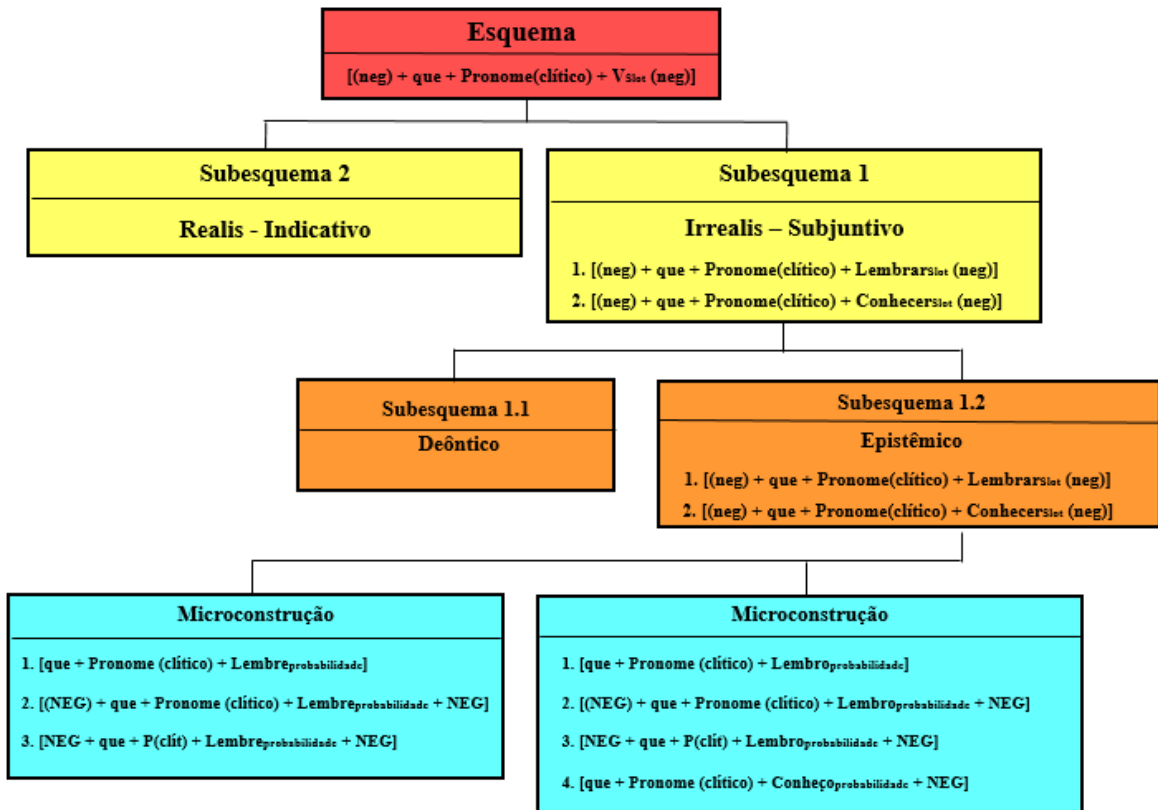 Esquema
[(neg) + que + Pronome(clítico) + Vslot (neg)]
Subesquema 2
Realis - Indicativo
Subesquema 1
Irrealis – Subjuntivo
1. [(neg) + que + Pronome(clítico) + Lembrarslot (neg)]
2. [(neg) + que + Pronome(clítico) + Conhecerslot (neg)]
Subesquema 1.1
Deôntico
Subesquema 1.2
Epistêmico
1. [(neg) + que + Pronome(clítico) + Lembrarslot (neg)]
2. [(neg) + que + Pronome(clítico) + Conhecerslot (neg)]
Microconstrução
1. [que + Pronome (clítico) + Lembreprobabilidade]
2. [(NEG) + que + Pronome (clítico) + Lembreprobabilidade + NEG]
3. [NEG + que + P(clít) + Lembreprobabilidade + NEG]
Microconstrução
1. [que + Pronome (clítico) + Lembroprobabilidade]
2. [(NEG) + que + Pronome (clítico) + Lembroprobabilidade + NEG]
3. [NEG + que + P(clít) + Lembroprobabilidade + NEG]
4. [que + Pronome (clítico) + Conheçoprobabilidade + NEG]